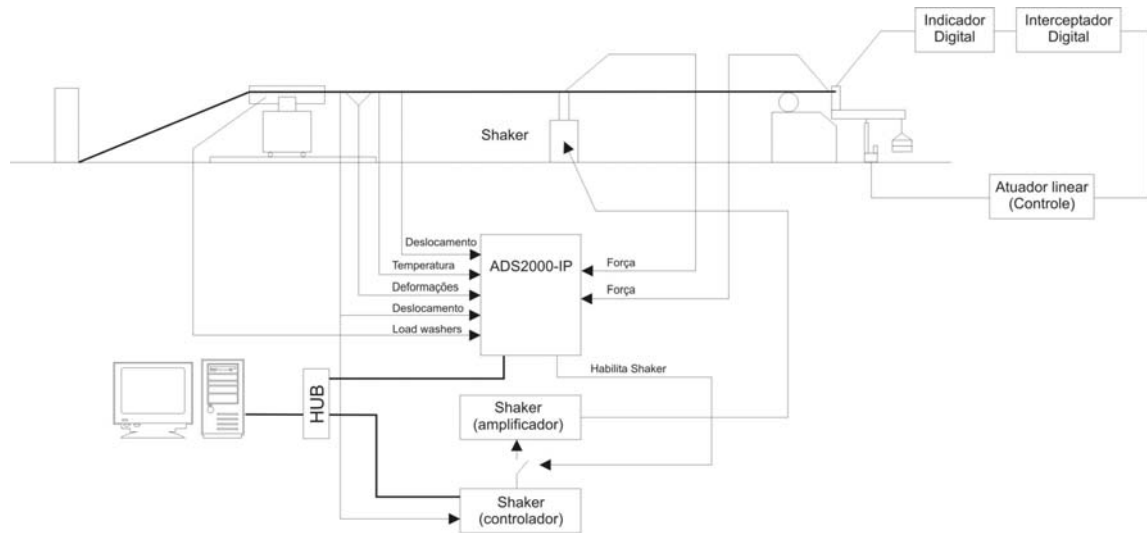 Indicador
Digital
Interceptador
Digital
Shaker
Atuador linear
(Controle)
Deslocamento
ADS2000-IP
Força
Temperatura
Deformações
Força
Deslocamento
Load washers
Habilita Shaker
HUB
Shaker
(amplificador)
Shaker
(controlador)